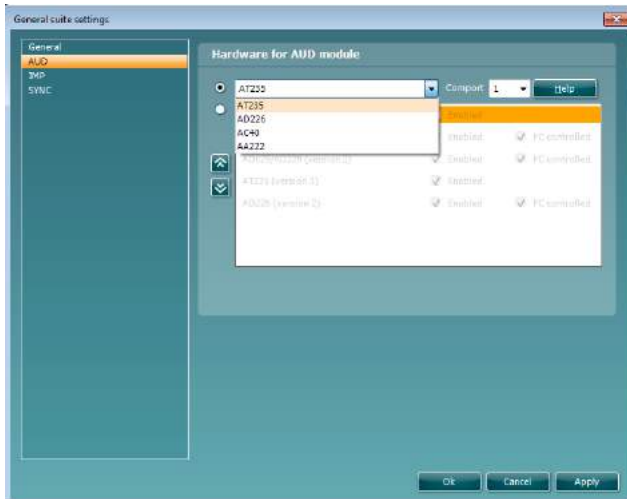 General suite settings
General
AUD
IMP
SYNC
Hardware for AUD module
AT235
Comport 1
Help
AT235
AD226
AC40
AA222
Enabled
Enabled PC controlled
(version 2) Enabled PC controlled
AT235 (version 1) Enabled
AD226 (version 2) Enabled PC controlled
Ok
Cancel
Apply